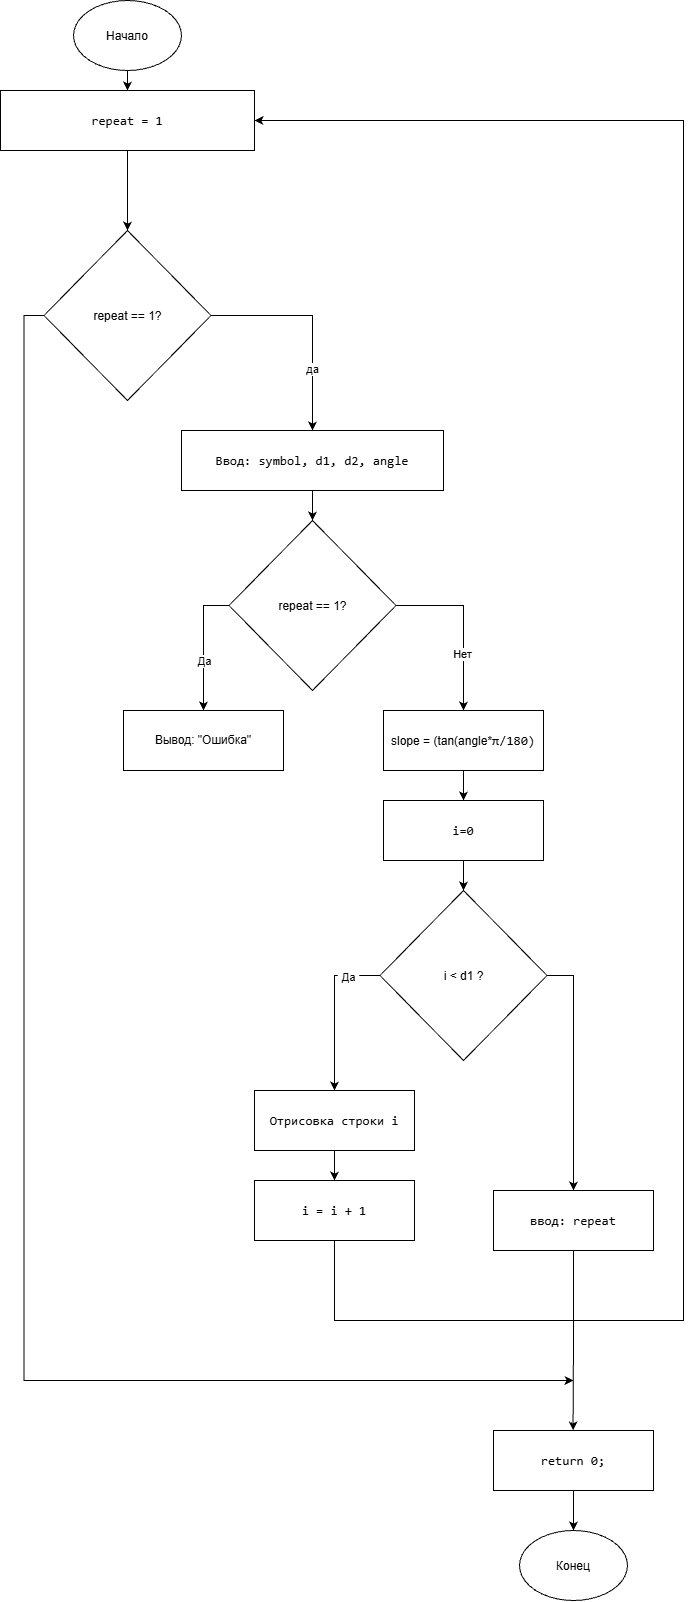 Начало
repeat = 1
repeat == 1?
да
Ввод: symbol, d1, d2, angle
repeat == 1?
Да
Нет
Вывод: "Ошибка"
slope = (tan(angle*π/180)
i=0
i < d1 ?
Да
Отрисовка строки i
i = i + 1
ввод: repeat
return 0;
Конец